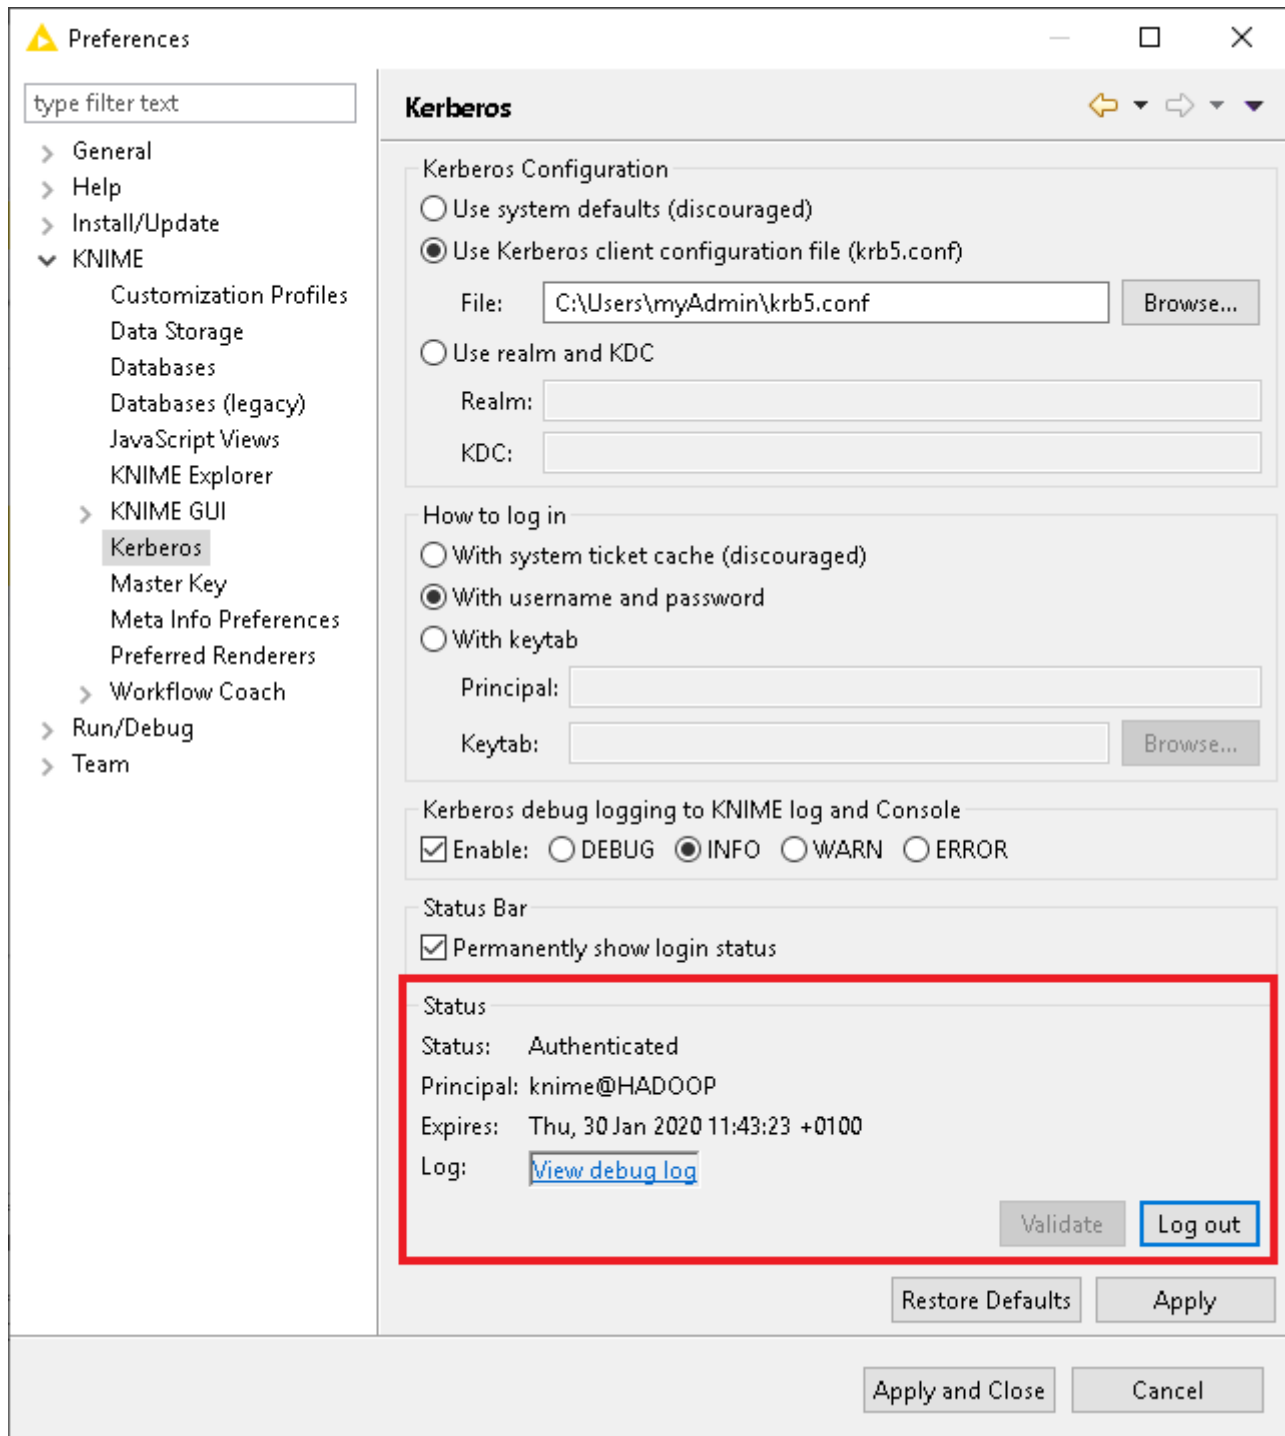 Preferences
type filter text
General
Help
Install/Update
KNIME
Customization Profiles
Data Storage
Databases
Databases (legacy)
JavaScript Views
KNIME Explorer
KNIME GUI
Kerberos
Master Key
Meta Info Preferences
Preferred Renderers
Workflow Coach
Run/Debug
Team
Kerberos
Kerberos Configuration
Use system defaults (discouraged)
Use Kerberos client configuration file (krb5.conf)
File: C:\Users\myAdmin\krb5.conf Browse...
Use realm and KDC
Realm:
KDC:
How to log in
With system ticket cache (discouraged)
With username and password
With keytab
Principal:
Keytab: Browse...
Kerberos debug logging to KNIME log and Console
Enable: DEBUG INFO WARN ERROR
Status Bar
Permanently show login status
Status
Status: Authenticated
Principal: knime@HADOOP
Expires: Thu, 30 Jan 2020 11:43:23 +0100
Log: View debug log
Validate Log out
Restore Defaults Apply
Apply and Close Cancel